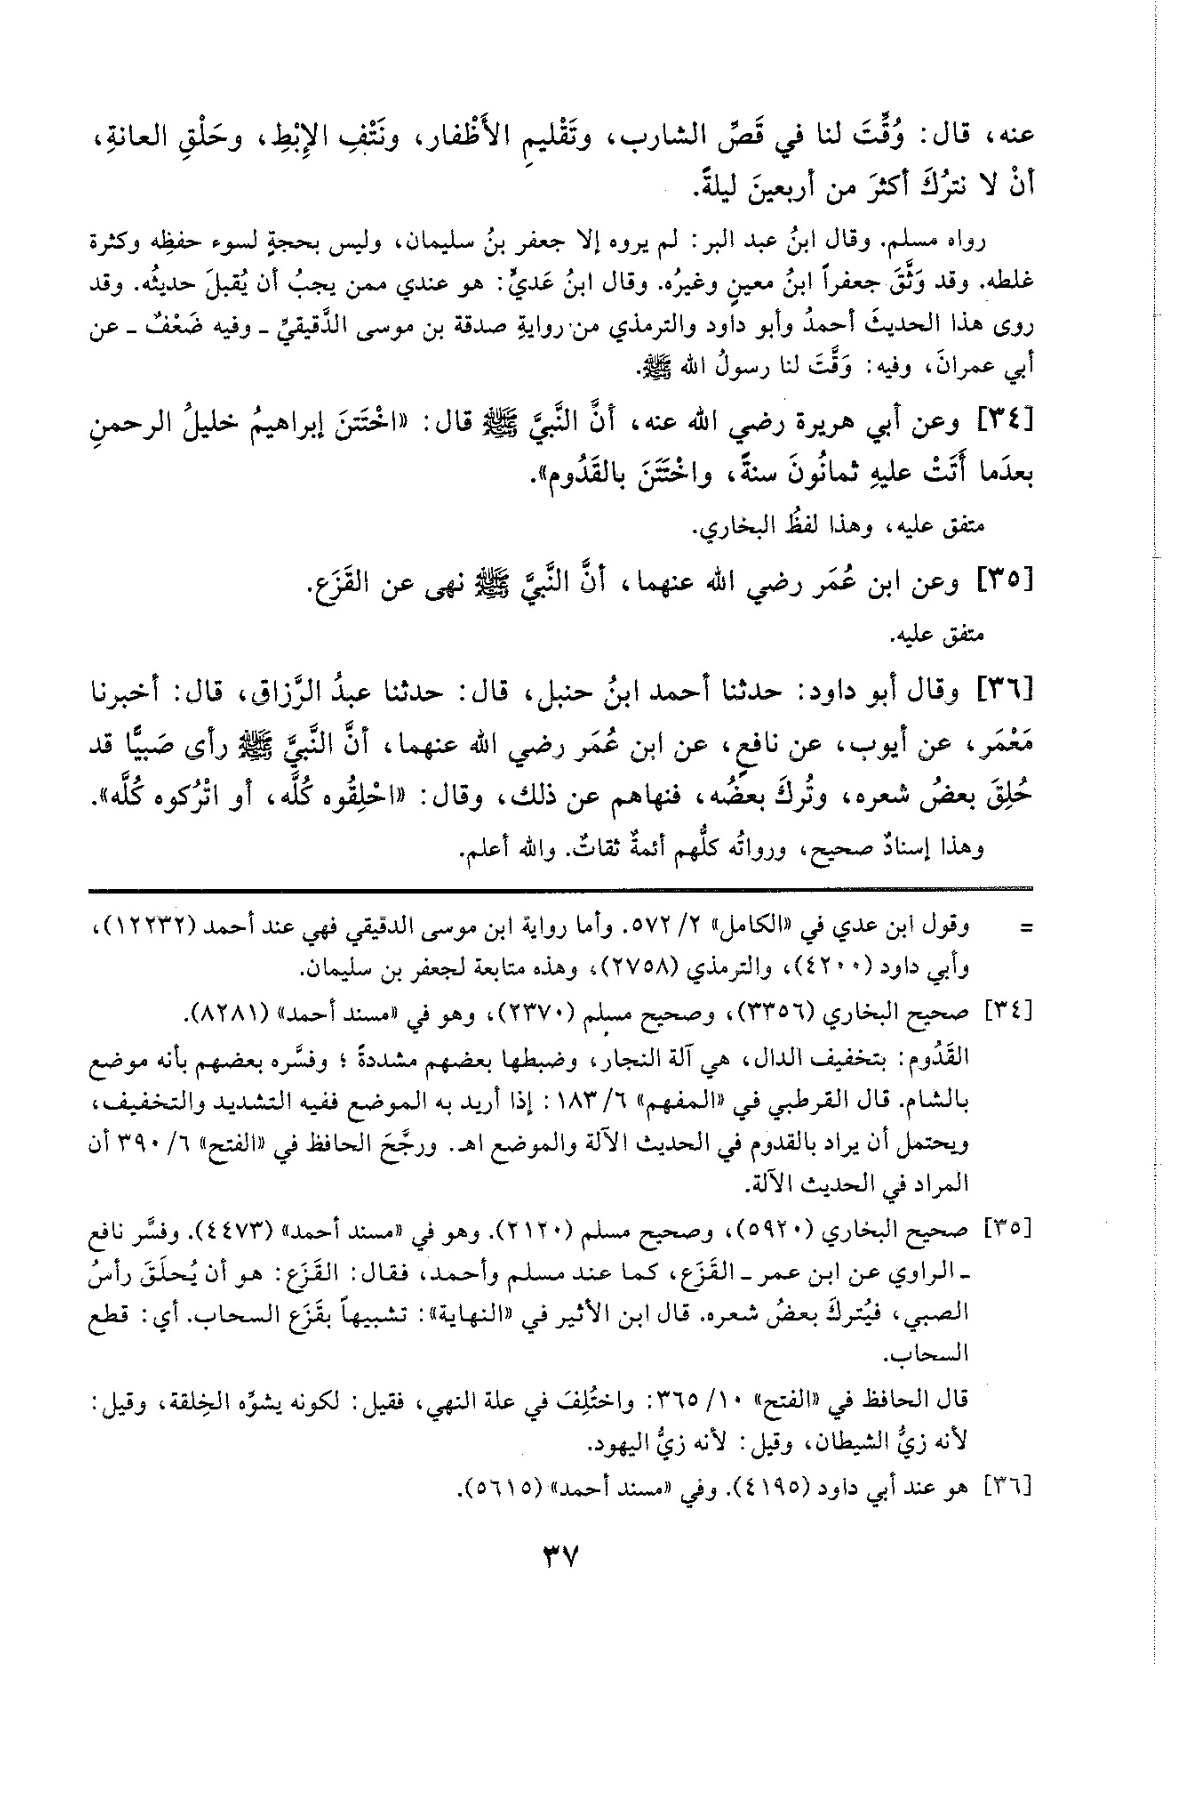 عنه، قال: وُقِّتَ لنا في قَصِّ الشارب، وتَقْليمِ الأَظْفار، ونَتْفِ الإِبْطِ، وحَلْقِ العانةِ،
أنْ لا نترُكَ أكثرَ من أربعينَ ليلةً.
رواه مسلم. وقال ابنُ عبد البر: لم يروه إلا جعفر بنُ سليمان، وليس بحجةٍ لسوء حفظِه وكثرة
غلطه. وقد وَثَّقَ جعفراً ابنُ معينٍ وغيرُه. وقال ابنُ عَديٍّ: هو عندي ممن يجبُ أن يُقبلَ حديثُه. وقد
روى هذا الحديثَ أحمدُ وأبو داود والترمذي من روايةِ صدقة بن موسى الدَّقيقيِّ ـ وفيه ضَعْفٌ ـ عن
أبي عمرانَ، وفيه: وَقَّتَ لنا رسولُ الله ﷺ.
[٣٤] وعن أبي هريرة رضي الله عنه، أنَّ النَّبيَّ ﷺ قال: «اخْتَتنَ إبراهيمُ خليلُ الرحمنِ
بعدَما أَتَتْ عليهِ ثمانُونَ سنةً، واخْتَتَنَ بالقَدُوم».
متفق عليه، وهذا لفظُ البخاري.
[٣٥] وعن ابن عُمَر رضي الله عنهما، أنَّ النَّبيَّ ﷺ نهى عن القَزَع.
متفق عليه.
[٣٦] وقال أبو داود: حدثنا أحمد ابنُ حنبل، قال: حدثنا عبدُ الرَّزاق، قال: أخبرنا
مَعْمَر، عن أيوب، عن نافعٍ، عن ابن عُمَر رضي الله عنهما، أنَّ النَّبيَّ ﷺ رأى صَبيًّا قد
حُلِقَ بعضُ شعره، وتُركَ بعضُه، فنهاهم عن ذلك، وقال: «احْلِقُوه كُلَّه، أو اتْرُكوه كُلَّه».
وهذا إسنادٌ صحيح، ورواتُه كلُّهم أئمةٌ ثقاتٌ. والله أعلم.
= وقول ابن عدي في «الكامل» ٢/ ٥٧٢. وأما رواية ابن موسى الدقيقي فهي عند أحمد (١٢٢٣٢)،
وأبي داود (٤٢٠٠)، والترمذي (٢٧٥٨)، وهذه متابعة لجعفر بن سليمان.
[٣٤] صحيح البخاري (٣٣٥٦)، وصحيح مسلم (٢٣٧٠)، وهو في «مسند أحمد» (٨٢٨١).
القَدُوم: بتخفيف الدال، هي آلة النجار، وضبطها بعضهم مشددةً؛ وفسَّره بعضهم بأنه موضع
بالشام. قال القرطبي في «المفهم» ٦/ ١٨٣: إذا أريد به الموضع ففيه التشديد والتخفيف،
ويحتمل أن يراد بالقدوم في الحديث الآلة والموضع اهـ. ورجَّحَ الحافظ في «الفتح» ٦/ ٣٩٠ أن
المراد في الحديث الآلة.
[٣٥] صحيح البخاري (٥٩٢٠)، وصحيح مسلم (٢١٢٠). وهو في «مسند أحمد» (٤٤٧٣). وفسَّر نافع
ـ الراوي عن ابن عمر ـ القَزَع، كما عند مسلم وأحمد، فقال: القَزَع: هو أن يُحلَقَ رأسُ
الصبي، فيُتركَ بعضُ شعره. قال ابن الأثير في «النهاية»: تشبيهاً بقَزَع السحاب. أي: قطع
السحاب.
قال الحافظ في «الفتح» ١٠/ ٣٦٥: واختُلِفَ في علة النهي، فقيل: لكونه يشوِّه الخِلقة، وقيل:
لأنه زيُّ الشيطان، وقيل: لأنه زيُّ اليهود.
[٣٦] هو عند أبي داود (٤١٩٥). وفي «مسند أحمد» (٥٦١٥).
٣٧